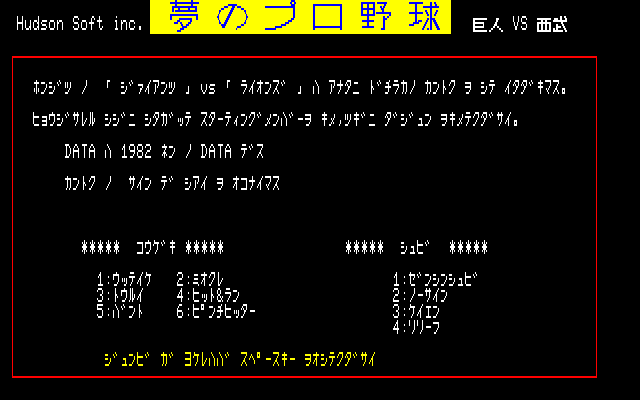 Hudson Soft inc. 夢のプロ野球 巨人 VS 西武
ホンジツ ノ 「 ジャイアンツ 」 vs 「 ライオンズ 」 ハ アナタニ ドチラカノ カントク ヲ シテ イタダキマス。
ヒョウジサレル シジニ シタガッテ スターティングメンバーヲ キメ,ツギニ ダジュン ヲキメテクダサイ。
DATA ハ 1982 ホン ノ DATA デス
カントク ノ サイン デ シアイ ヲ オコナイマス
***** コウゲキ ***** ***** シュビ *****
1:ウッテイケ 2:ミオクレ 1:ゼンシンシュビ
3:トウルイ 4:ヒット&ラン 2:ノーサイン
5:バント 6:ピンチヒッター 3:ケイエン
4:リリーフ
ジュンビ ガ ヨケレハバ スペースキー ヲオシテクダサイ